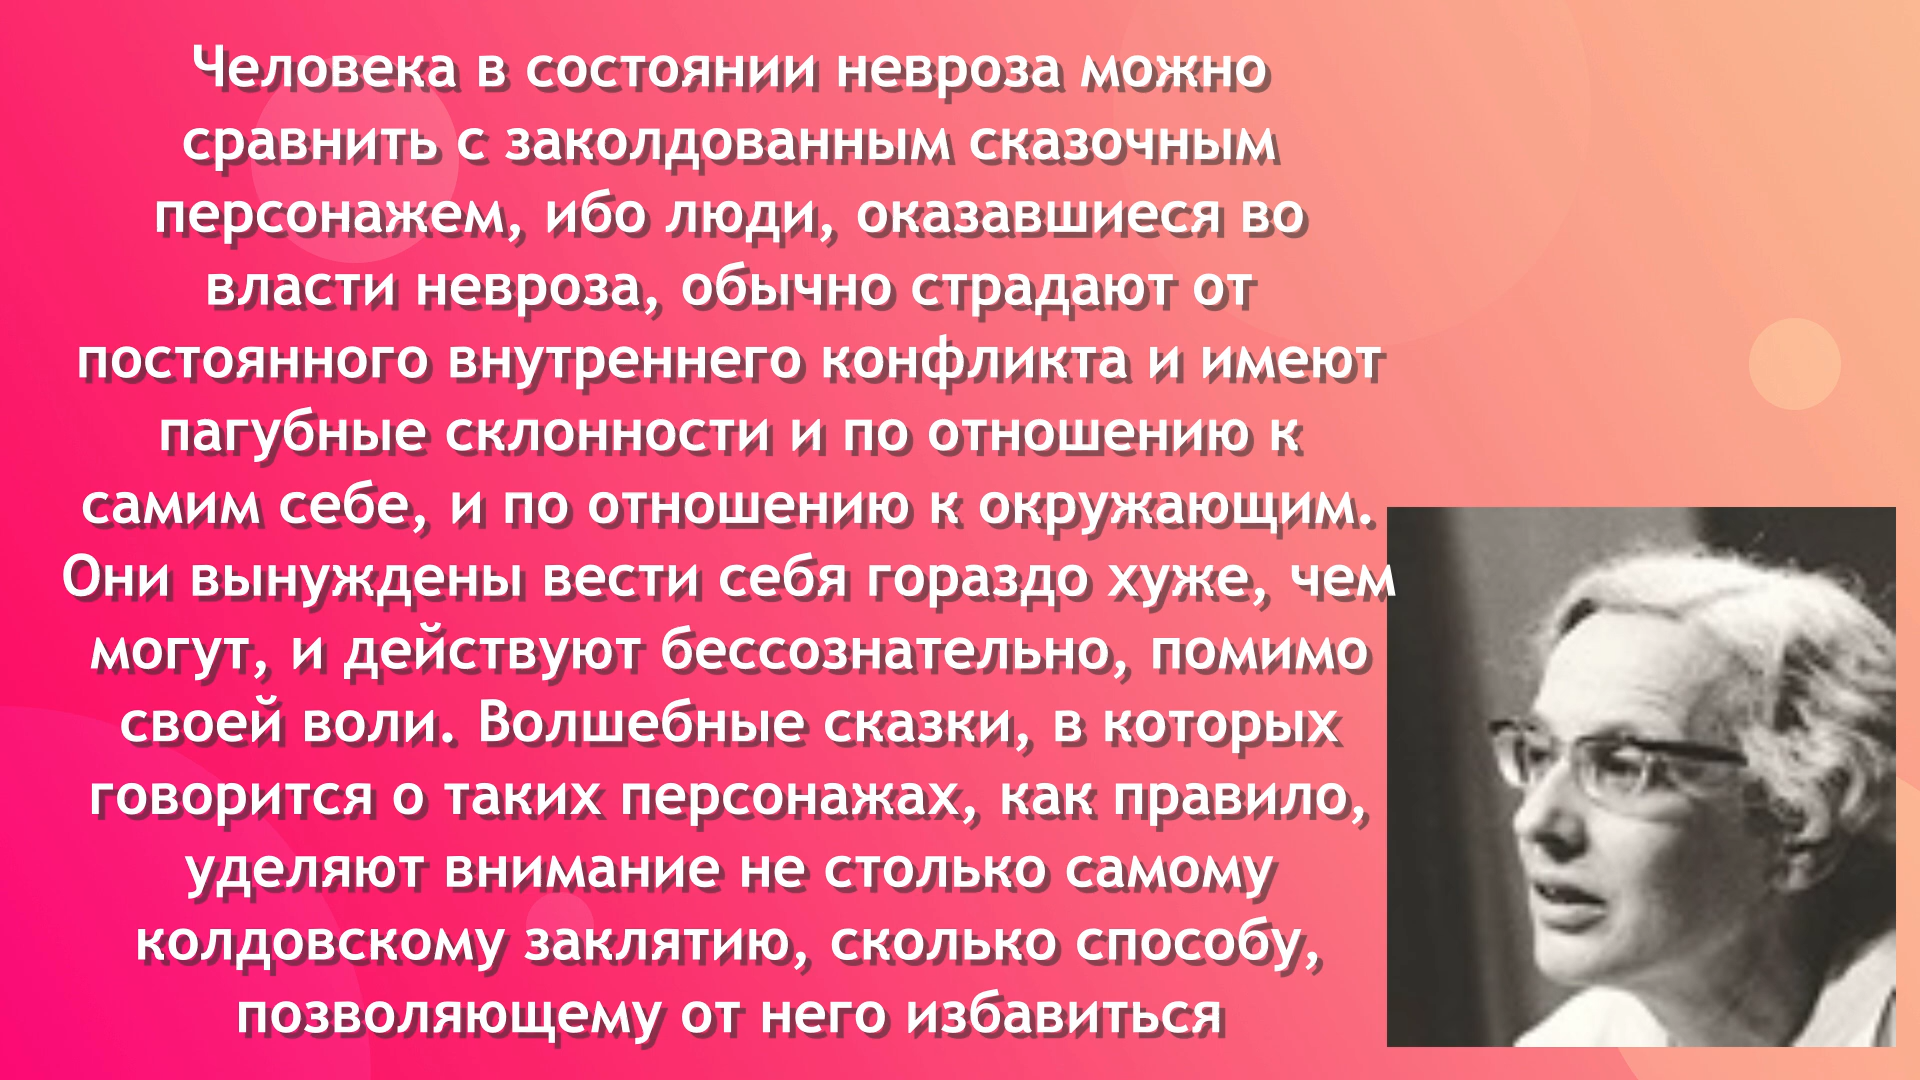 Человека в состоянии невроза можно
сравнить с заколдованным сказочным
персонажем, ибо люди, оказавшиеся во
власти невроза, обычно страдают от
постоянного внутреннего конфликта и имеют
пагубные склонности и по отношению к
самим себе, и по отношению к окружающим.
Они вынуждены вести себя гораздо хуже, чем
могут, и действуют бессознательно, помимо
своей воли. Волшебные сказки, в которых
говорится о таких персонажах, как правило,
уделяют внимание не столько самому
колдовскому заклятию, сколько способу,
позволяющему от него избавиться